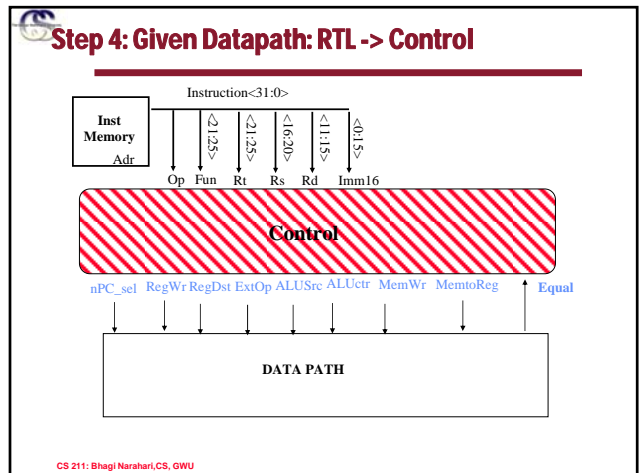 Step 4: Given Datapath: RTL -> Control
Instruction<31:0>
Inst
Memory
Adr
<21:25>
<21:25>
<16:20>
<11:15>
<0:15>
Op Fun Rt Rs Rd Imm16
Control
nPC_sel RegWr RegDst ExtOp ALUSrc ALUctr MemWr MemtoReg Equal
DATA PATH
CS 211: Bhagi Narahari,CS, GWU